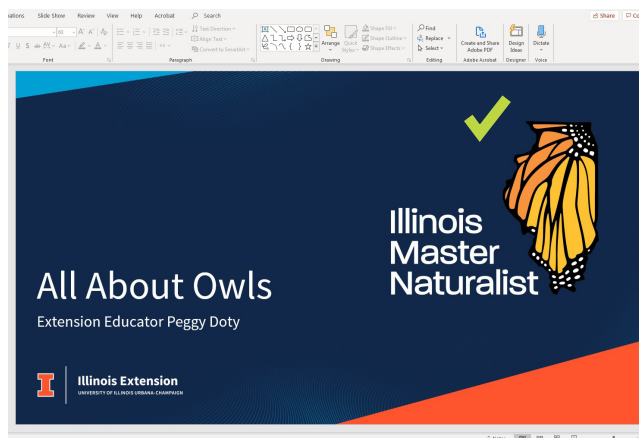 Slide Show Review View Help Acrobat Search
Share
Text Direction
Align Text
Convert to SmartArt
Arrange
Quick
Styles
Shape Fill
Shape Outline
Shape Effects
Find
Replace
Select
Create and Share
Adobe PDF
Design
Ideas
Dictate
Font
Paragraph
Drawing
Editing
Adobe Acrobat
Designer
Voice
Illinois
Master
Naturalist
All About Owls
Extension Educator Peggy Doty
I
Illinois Extension
UNIVERSITY OF ILLINOIS URBANA-CHAMPAIGN